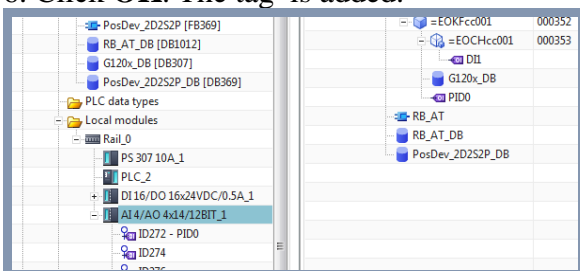 6. Click OK. The tag is added.
PosDev_2D2S2P [FB369]
RB_AT_DB [DB1012]
G120x_DB [DB307]
PosDev_2D2S2P_DB [DB369]
PLC data types
Local modules
Rail_0
PS 307 10A_1
PLC_2
DI 16/DO 16x24VDC/0.5A_1
AI 4/AO 4x14/12BIT_1
ID272 - PID0
ID274
ID276
=EOKFcc001 000352
=EOCHcc001 000353
DI1
G120x_DB
PID0
RB_AT
RB_AT_DB
PosDev_2D2S2P_DB